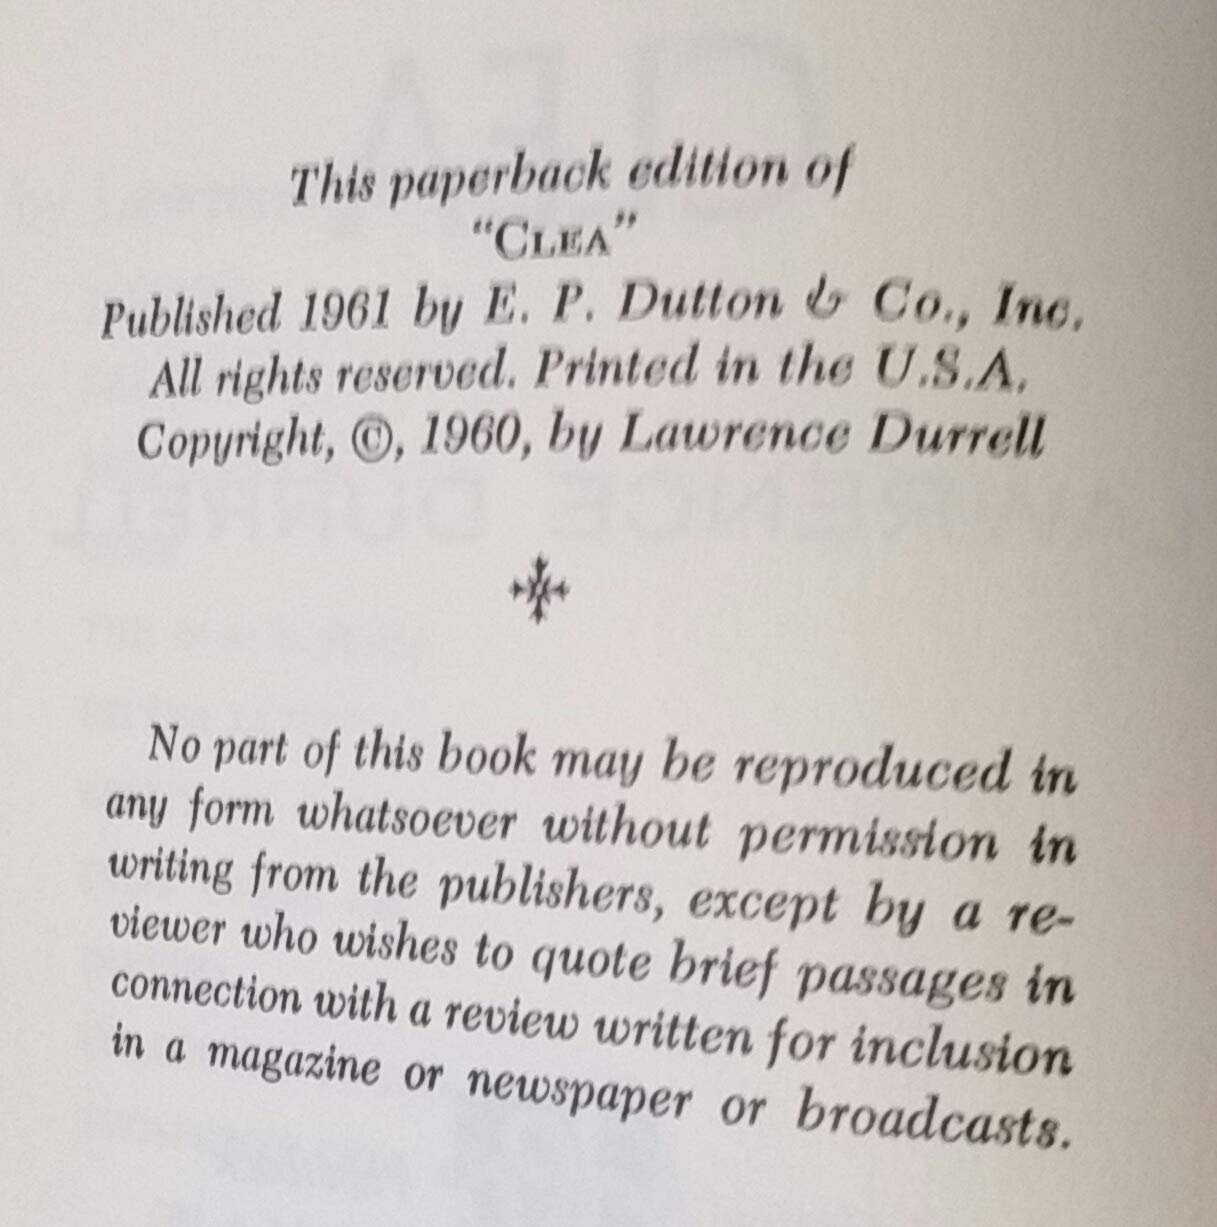 This paperback edition of
“CLEA”
Published 1961 by E. P. Dutton & Co., Inc.
All rights reserved. Printed in the U.S.A.
Copyright, ©, 1960, by Lawrence Durrell
No part of this book may be reproduced in
any form whatsoever without permission in
writing from the publishers, except by a re-
viewer who wishes to quote brief passages in
connection with a review written for inclusion
in a magazine or newspaper or broadcasts.